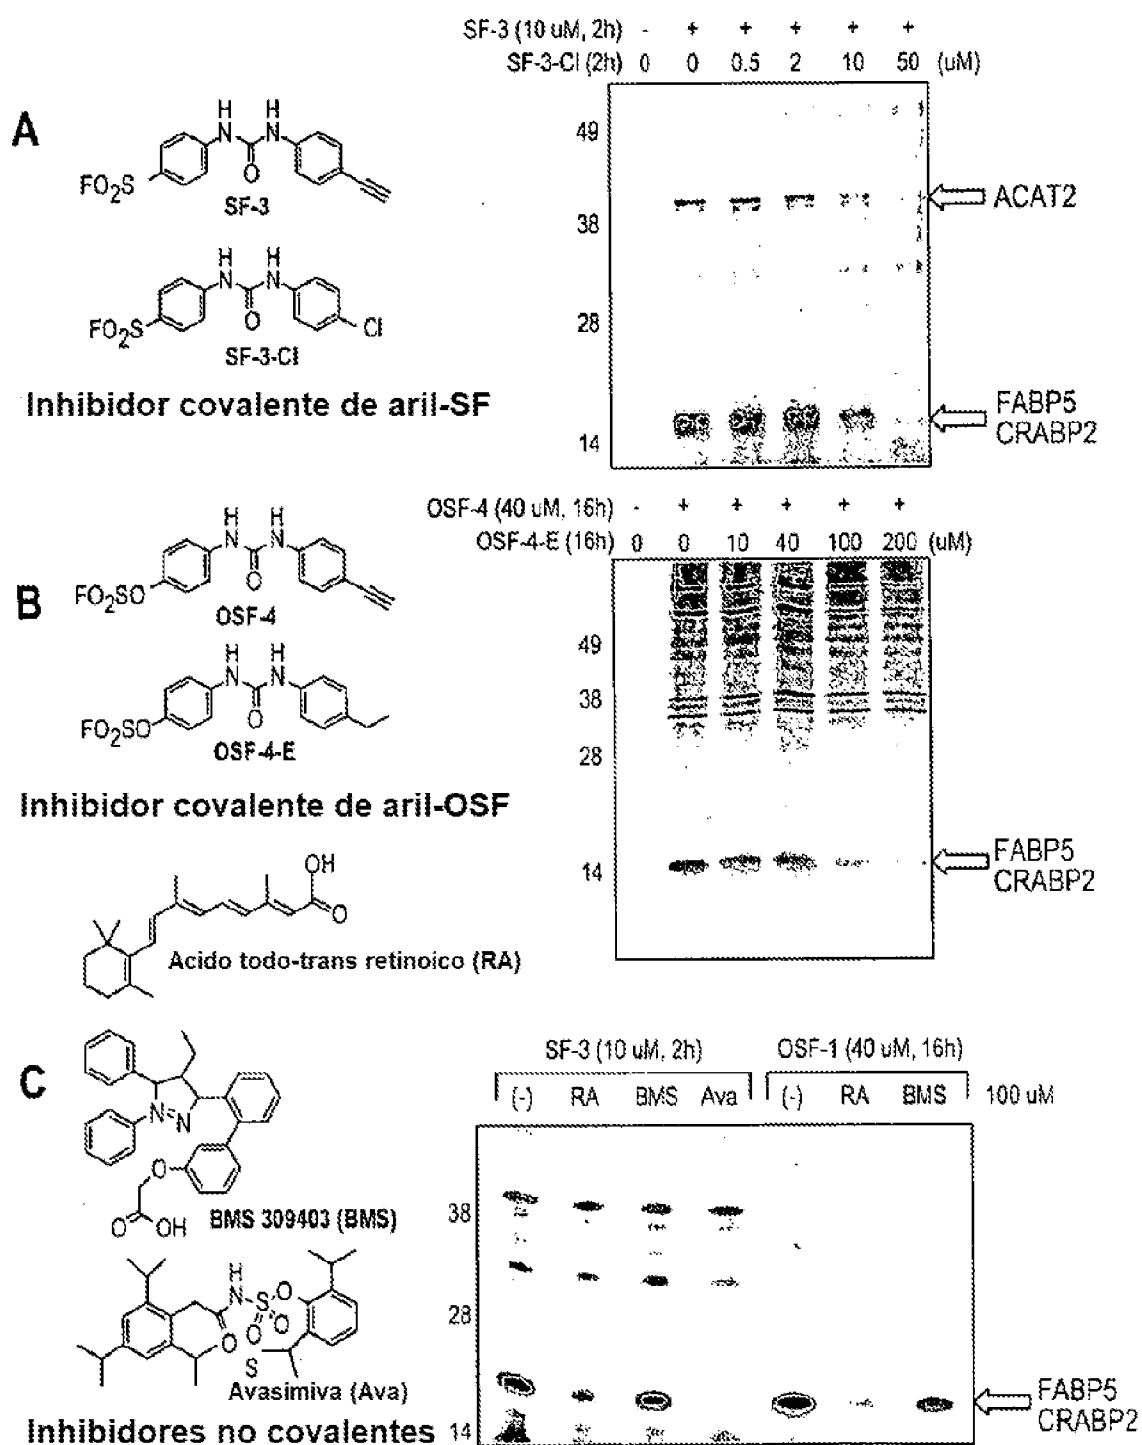 SF-3 (10 uM, 2h) - + + + + +
SF-3-Cl (2h) 0 0 0.5 2 10 50 (uM)
A
H H
N N
O
FO2S
SF-3
H H
N N
O
FO2S
Cl
SF-3-Cl
Inhibidor covalente de aril-SF
49
38
28
14
ACAT2
FABP5
CRABP2
OSF-4 (40 uM, 16h) - + + + + +
OSF-4-E (16h) 0 0 10 40 100 200 (uM)
B
H H
N N
O
FO2SO
OSF-4
H H
N N
O
FO2SO
OSF-4-E
Inhibidor covalente de aril-OSF
49
38
28
14
FABP5
CRABP2
OH
O
Acido todo-trans retinoico (RA)
C
N-N
O
O OH
BMS 309403 (BMS)
H
N
S
O
O O
O
S
Avasimiva (Ava)
Inhibidores no covalentes
SF-3 (10 uM, 2h) OSF-1 (40 uM, 16h)
(-) RA BMS Ava (-) RA BMS 100 uM
38
28
14
FABP5
CRABP2